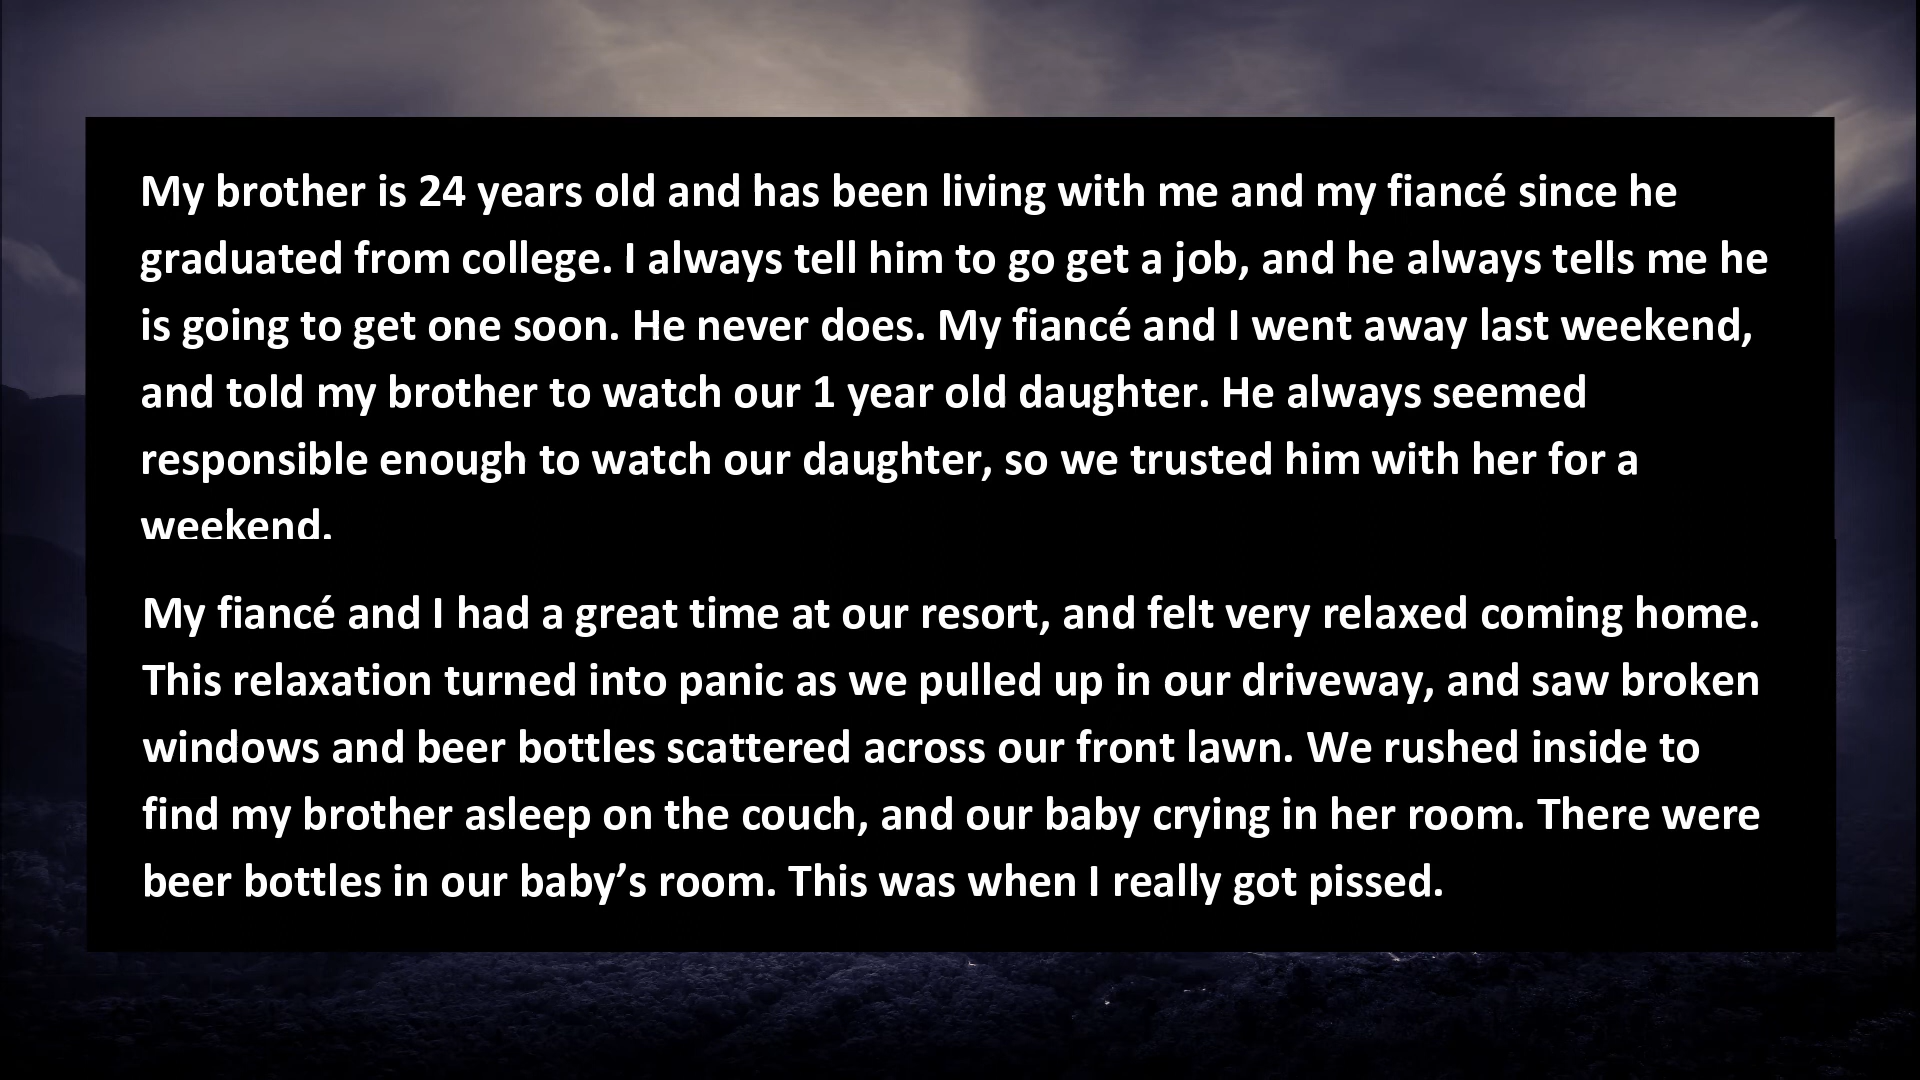 My brother is 24 years old and has been living with me and my fiancé since he
graduated from college. I always tell him to go get a job, and he always tells me he
is going to get one soon. He never does. My fiancé and I went away last weekend,
and told my brother to watch our 1 year old daughter. He always seemed
responsible enough to watch our daughter, so we trusted him with her for a
weekend.
My fiancé and I had a great time at our resort, and felt very relaxed coming home.
This relaxation turned into panic as we pulled up in our driveway, and saw broken
windows and beer bottles scattered across our front lawn. We rushed inside to
find my brother asleep on the couch, and our baby crying in her room. There were
beer bottles in our baby’s room. This was when I really got pissed.